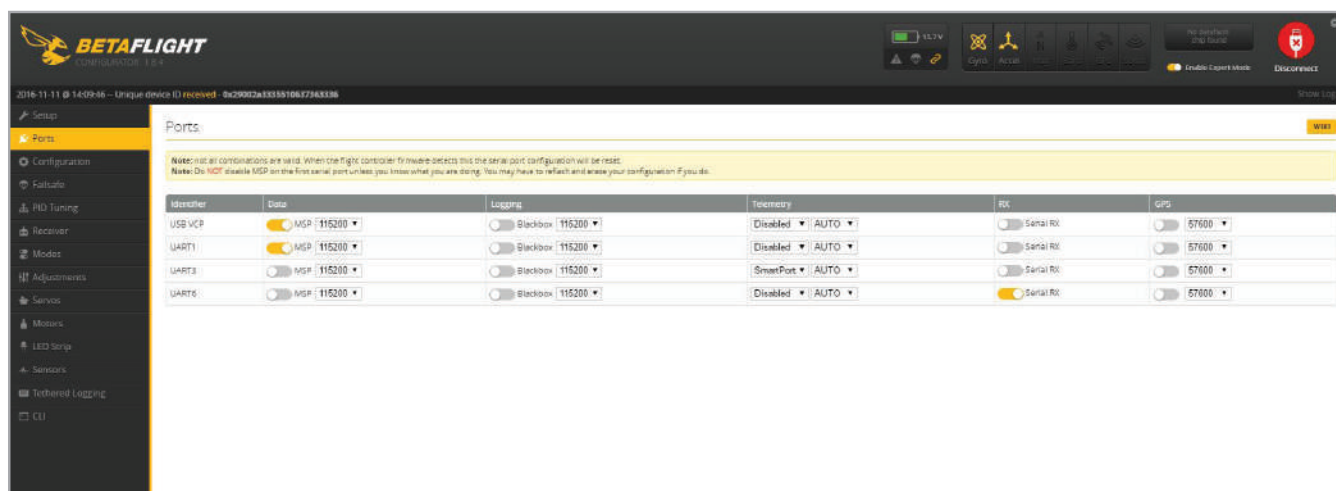 BETAFLIGHT
CONFIGURATOR 1.8.4
Gyro Accel
No dataflash
chip found
Enable Expert Mode
Disconnect
2016-11-11 @ 14:09:46 -- Unique device ID received - 0x29002a3335510637363336
Show Log
Setup
Ports
Configuration
Failsafe
PID Tuning
Receiver
Modes
Adjustments
Servos
Motors
LED Strip
Sensors
Tethered Logging
CLI
Ports
WIKI
Note: not all combinations are valid. When the flight controller firmware detects this the serial port configuration will be reset.
Note: Do NOT disable MSP on the first serial port unless you know what you are doing. You may have to reflash and erase your configuration if you do.
Identifier Data Logging Telemetry RX GPS
USB VCP MSP 115200 Blackbox 115200 Disabled AUTO Serial RX 57600
UART1 MSP 115200 Blackbox 115200 Disabled AUTO Serial RX 57600
UART3 MSP 115200 Blackbox 115200 SmartPort AUTO Serial RX 57600
UART6 MSP 115200 Blackbox 115200 Disabled AUTO Serial RX 57600